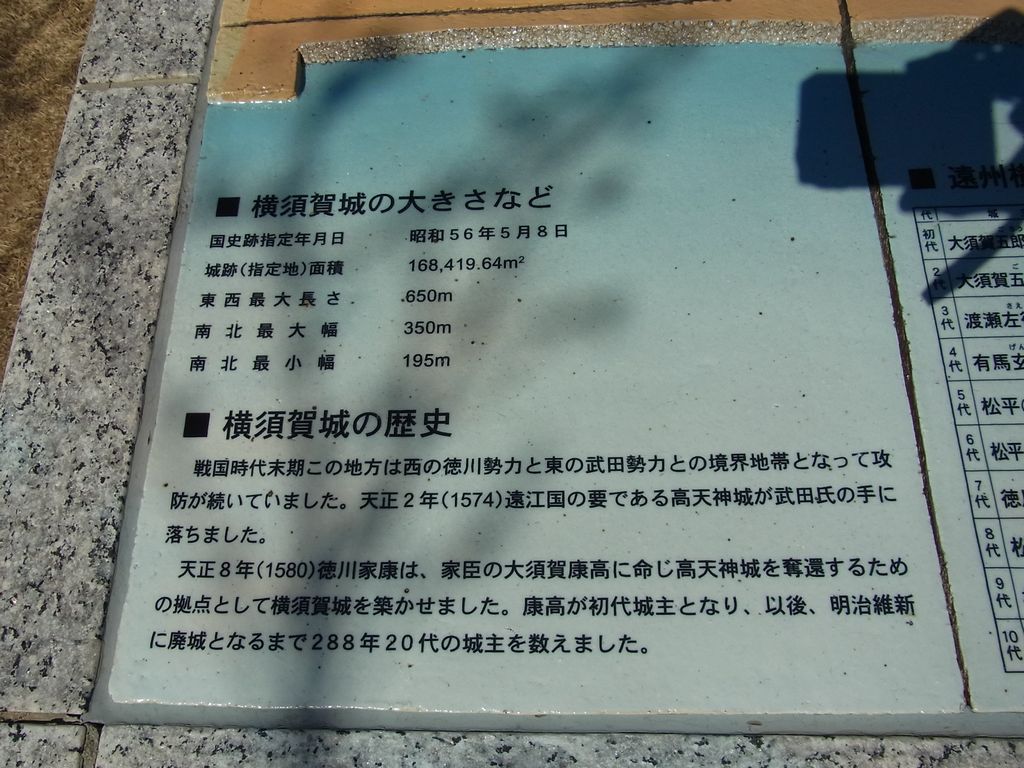 ■ 横須賀城の大きさなど
国史跡指定年月日 昭和56年5月8日
城跡(指定地)面積 168,419.64m²
東西最大長さ 650m
南北最大幅 350m
南北最小幅 195m
■ 横須賀城の歴史
戦国時代末期この地方は西の徳川勢力と東の武田勢力との境界地帯となって攻
防が続いていました。天正2年(1574)遠江国の要である高天神城が武田氏の手に
落ちました。
天正8年(1580)徳川家康は、家臣の大須賀康高に命じ高天神城を奪還するため
の拠点として横須賀城を築かせました。康高が初代城主となり、以後、明治維新
に廃城となるまで288年20代の城主を数えました。
■ 遠州横
代 城
初代 大須賀五郎
2代 大須賀五
3代 渡瀬左
4代 有馬玄
5代 松平
6代 松平
7代 徳
8代 松
9代
10代